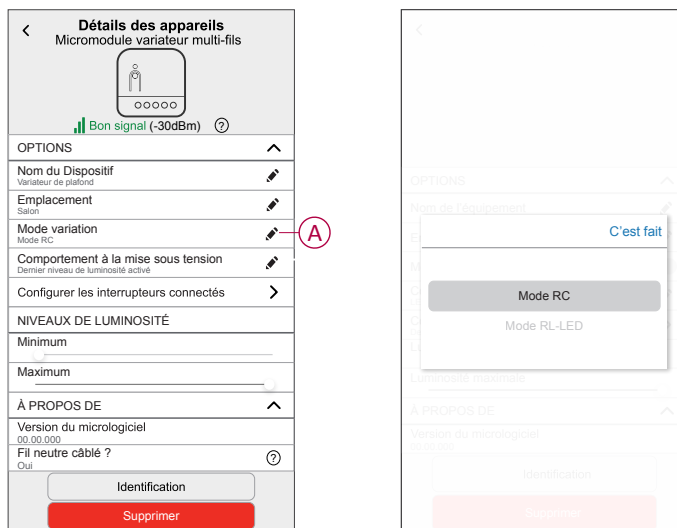 Détails des appareils
Micromodule variateur multi-fils
Bon signal (-30dBm) ?
OPTIONS
Nom du Dispositif
Variateur de plafond
Emplacement
Salon
Mode variation
Mode RC
A
Comportement à la mise sous tension
Dernier niveau de luminosité activé
Configurer les interrupteurs connectés
NIVEAUX DE LUMINOSITÉ
Minimum
Maximum
À PROPOS DE
Version du micrologiciel
00.00.000
Fil neutre câblé ?
Oui
?
Identification
Supprimer
OPTIONS
Nom de l'équipement
C'est fait
Mode RC
Mode RL-LED
Luminosité maximale
À PROPOS DE
Version du micrologiciel
00.00.000
Identification
Supprimer